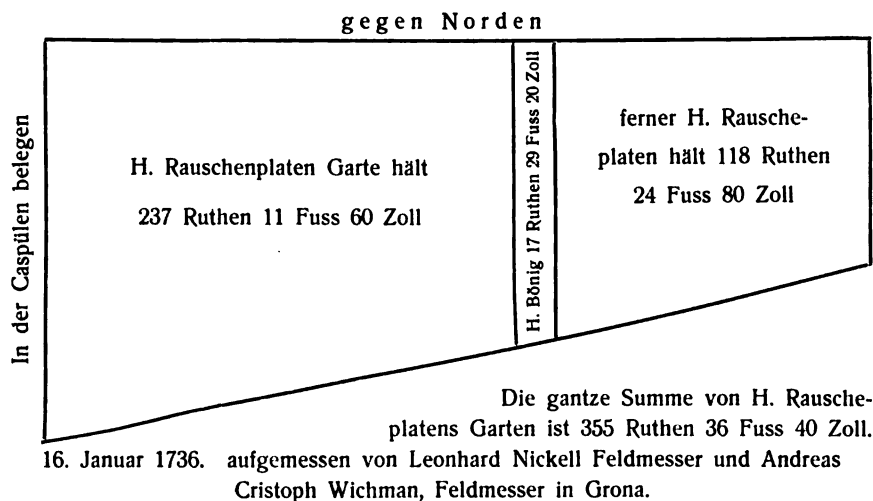 gegen Norden
In der Caspülen belegen
H. Rauschenplaten Garte hält
237 Ruthen 11 Fuss 60 Zoll
H. Bönig 17 Ruthen 29 Fuss 20 Zoll
ferner H. Rausche-
platen hält 118 Ruthen
24 Fuss 80 Zoll
Die gantze Summe von H. Rausche-
platens Garten ist 355 Ruthen 36 Fuss 40 Zoll.
16. Januar 1736. aufgemessen von Leonhard Nickell Feldmesser und Andreas
Cristoph Wichman, Feldmesser in Grona.